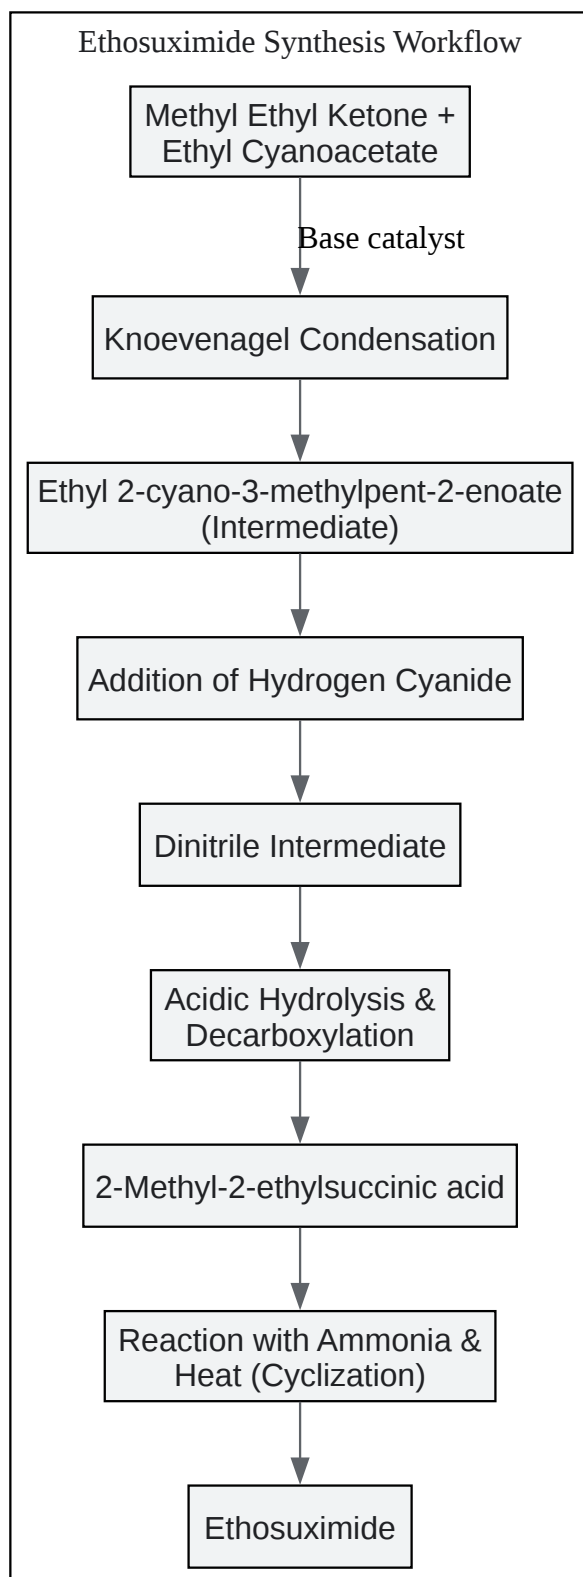 Ethosuximide Synthesis Workflow
Methyl Ethyl Ketone +
Ethyl Cyanoacetate
Base catalyst
Knoevenagel Condensation
Ethyl 2-cyano-3-methylpent-2-enoate
(Intermediate)
Addition of Hydrogen Cyanide
Dinitrile Intermediate
Acidic Hydrolysis &
Decarboxylation
2-Methyl-2-ethylsuccinic acid
Reaction with Ammonia &
Heat (Cyclization)
Ethosuximide